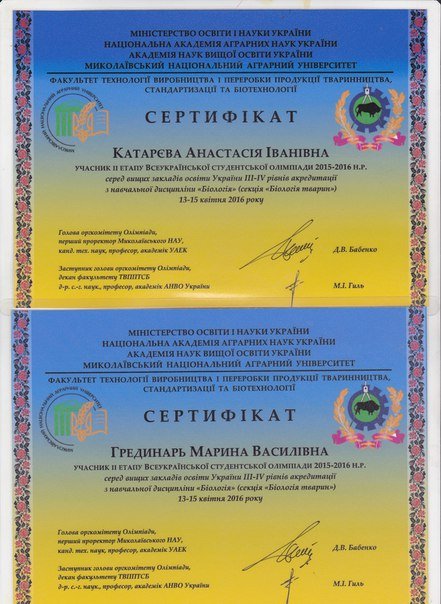 МІНІСТЕРСТВО ОСВІТИ І НАУКИ УКРАЇНИ
НАЦІОНАЛЬНА АКАДЕМІЯ АГРАРНИХ НАУК УКРАЇНИ
АКАДЕМІЯ НАУК ВИЩОЇ ОСВІТИ УКРАЇНИ
МИКОЛАЇВСЬКИЙ НАЦІОНАЛЬНИЙ АГРАРНИЙ УНІВЕРСИТЕТ
ФАКУЛЬТЕТ ТЕХНОЛОГІЇ ВИРОБНИЦТВА І ПЕРЕРОБКИ ПРОДУКЦІЇ ТВАРИННИЦТВА,
СТАНДАРТИЗАЦІЇ ТА БІОТЕХНОЛОГІЇ
СЕРТИФІКАТ
КАТАРЄВА АНАСТАСІЯ ІВАНІВНА
УЧАСНИК ІІ ЕТАПУ ВСЕУКРАЇНСЬКОЇ СТУДЕНТСЬКОЇ ОЛІМПІАДИ 2015-2016 Н.Р.
серед вищих закладів освіти України ІІІ-ІV рівнів акредитації
з навчальної дисципліни «Біологія» (секція «Біологія тварин»)
13-15 квітня 2016 року
Голова оргкомітету Олімпіади,
перший проректор Миколаївського НАУ,
канд. тех. наук, професор, академік УАЕК
Д.В. Бабенко
Заступник голови оргкомітету Олімпіади,
декан факультету ТВППТСБ
д-р. с.-г. наук., професор, академік АНВО України
М.І. Гиль
МІНІСТЕРСТВО ОСВІТИ І НАУКИ УКРАЇНИ
НАЦІОНАЛЬНА АКАДЕМІЯ АГРАРНИХ НАУК УКРАЇНИ
АКАДЕМІЯ НАУК ВИЩОЇ ОСВІТИ УКРАЇНИ
МИКОЛАЇВСЬКИЙ НАЦІОНАЛЬНИЙ АГРАРНИЙ УНІВЕРСИТЕТ
ФАКУЛЬТЕТ ТЕХНОЛОГІЇ ВИРОБНИЦТВА І ПЕРЕРОБКИ ПРОДУКЦІЇ ТВАРИННИЦТВА,
СТАНДАРТИЗАЦІЇ ТА БІОТЕХНОЛОГІЇ
СЕРТИФІКАТ
ГРЕДИНАРЬ МАРИНА ВАСИЛІВНА
УЧАСНИК ІІ ЕТАПУ ВСЕУКРАЇНСЬКОЇ СТУДЕНТСЬКОЇ ОЛІМПІАДИ 2015-2016 Н.Р.
серед вищих закладів освіти України ІІІ-ІV рівнів акредитації
з навчальної дисципліни «Біологія» (секція «Біологія тварин»)
13-15 квітня 2016 року
Голова оргкомітету Олімпіади,
перший проректор Миколаївського НАУ,
канд. тех. наук, професор, академік УАЕК
Д.В. Бабенко
Заступник голови оргкомітету Олімпіади,
декан факультету ТВППТСБ
д-р. с.-г. наук., професор, академік АНВО України
М.І. Гиль